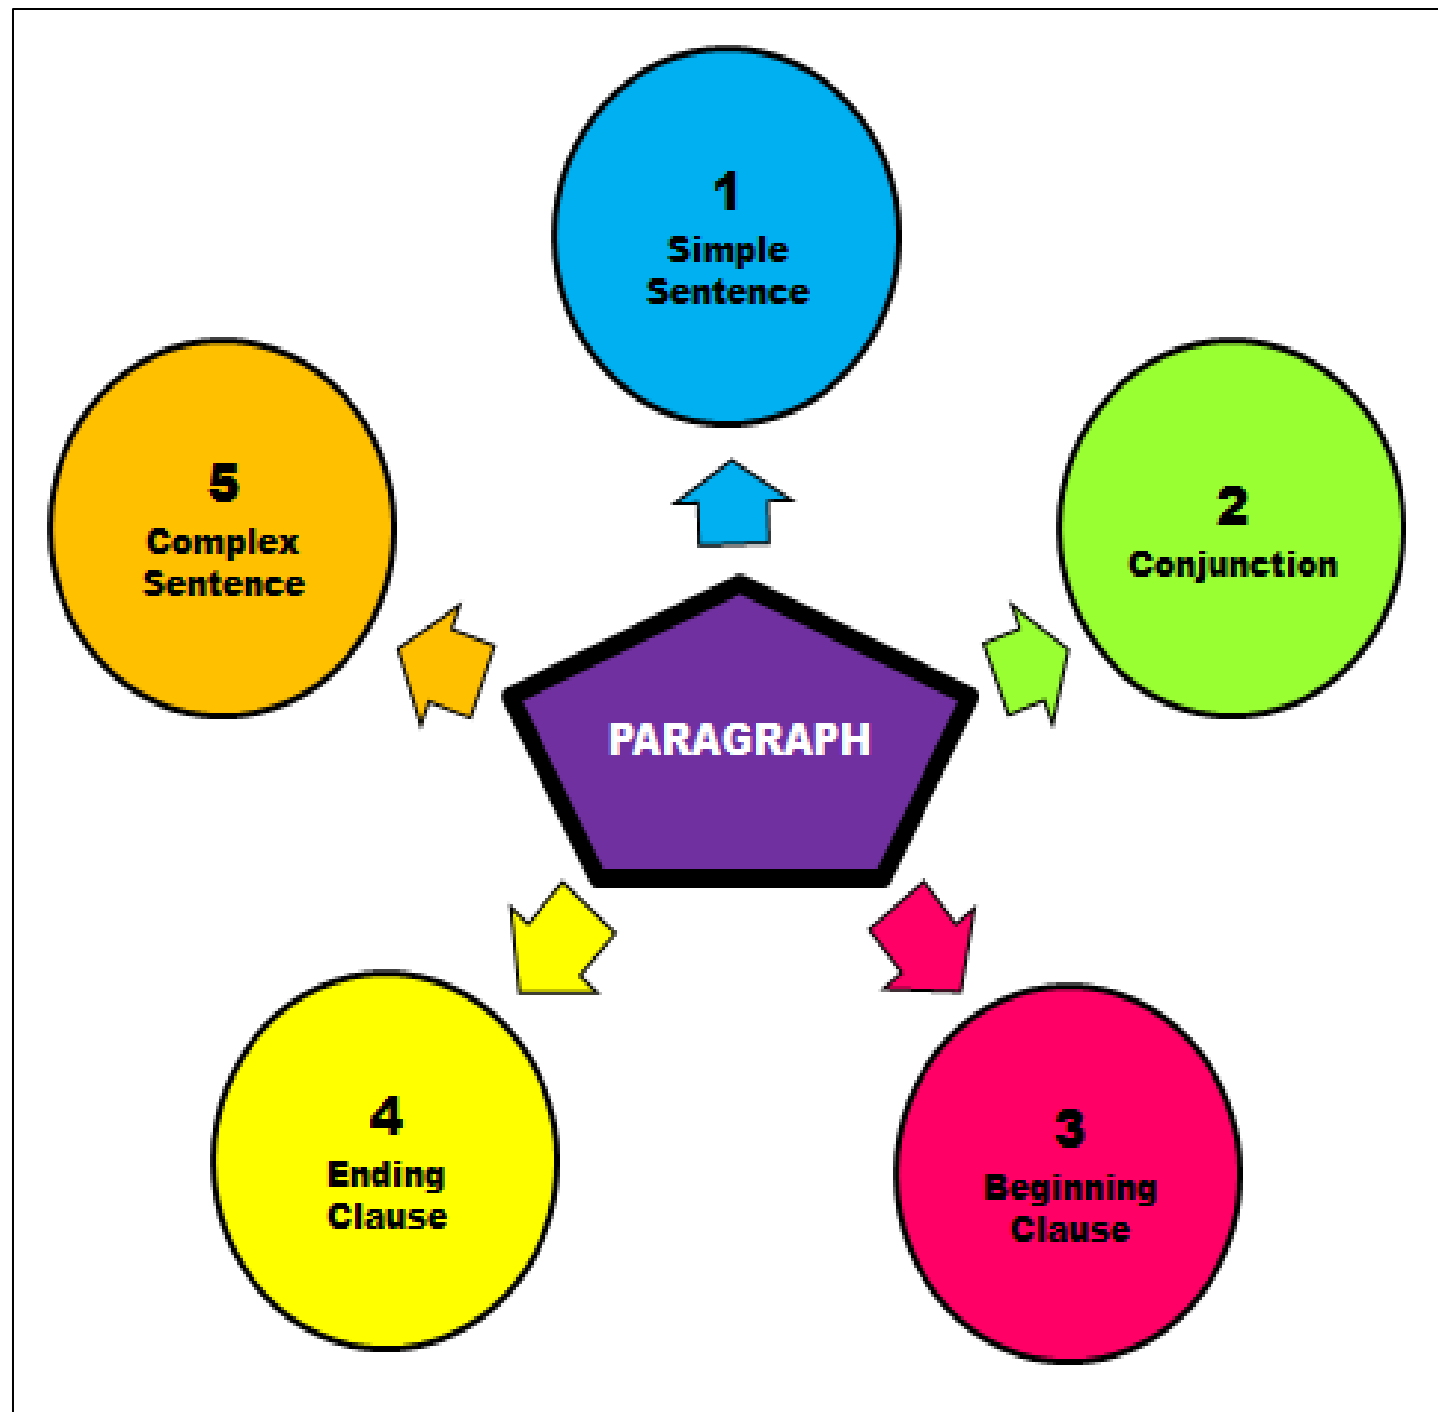 1
Simple
Sentence
2
Conjunction
3
Beginning
Clause
4
Ending
Clause
5
Complex
Sentence
PARAGRAPH